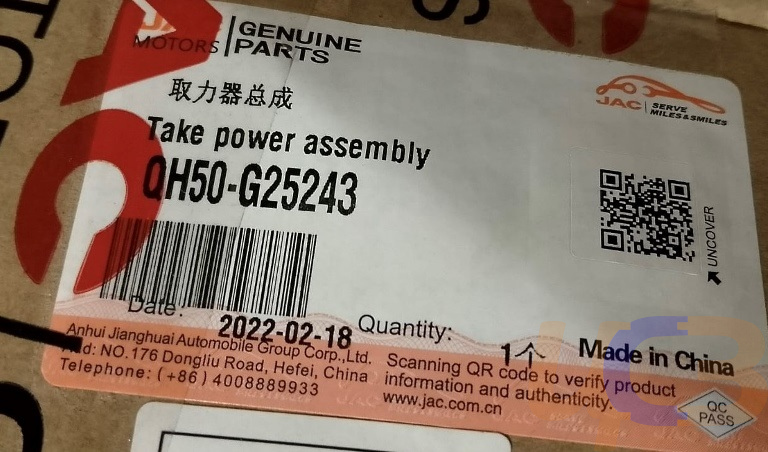 JAC
MOTORS
GENUINE
PARTS
取力器总成
Take power assembly
QH50-G25243
JAC
SERVE
MILES&SMILES
UNCOVER
Date:
2022-02-18
Quantity:
1个
Made in China
Anhui Jianghuai Automobile Group Corp.,Ltd.
Add: NO.176 Dongliu Road, Hefei, China
Telephone: (+86) 4008889933
Scanning QR code to verify product
information and authenticity.
www.jac.com.cn
QC
PASS